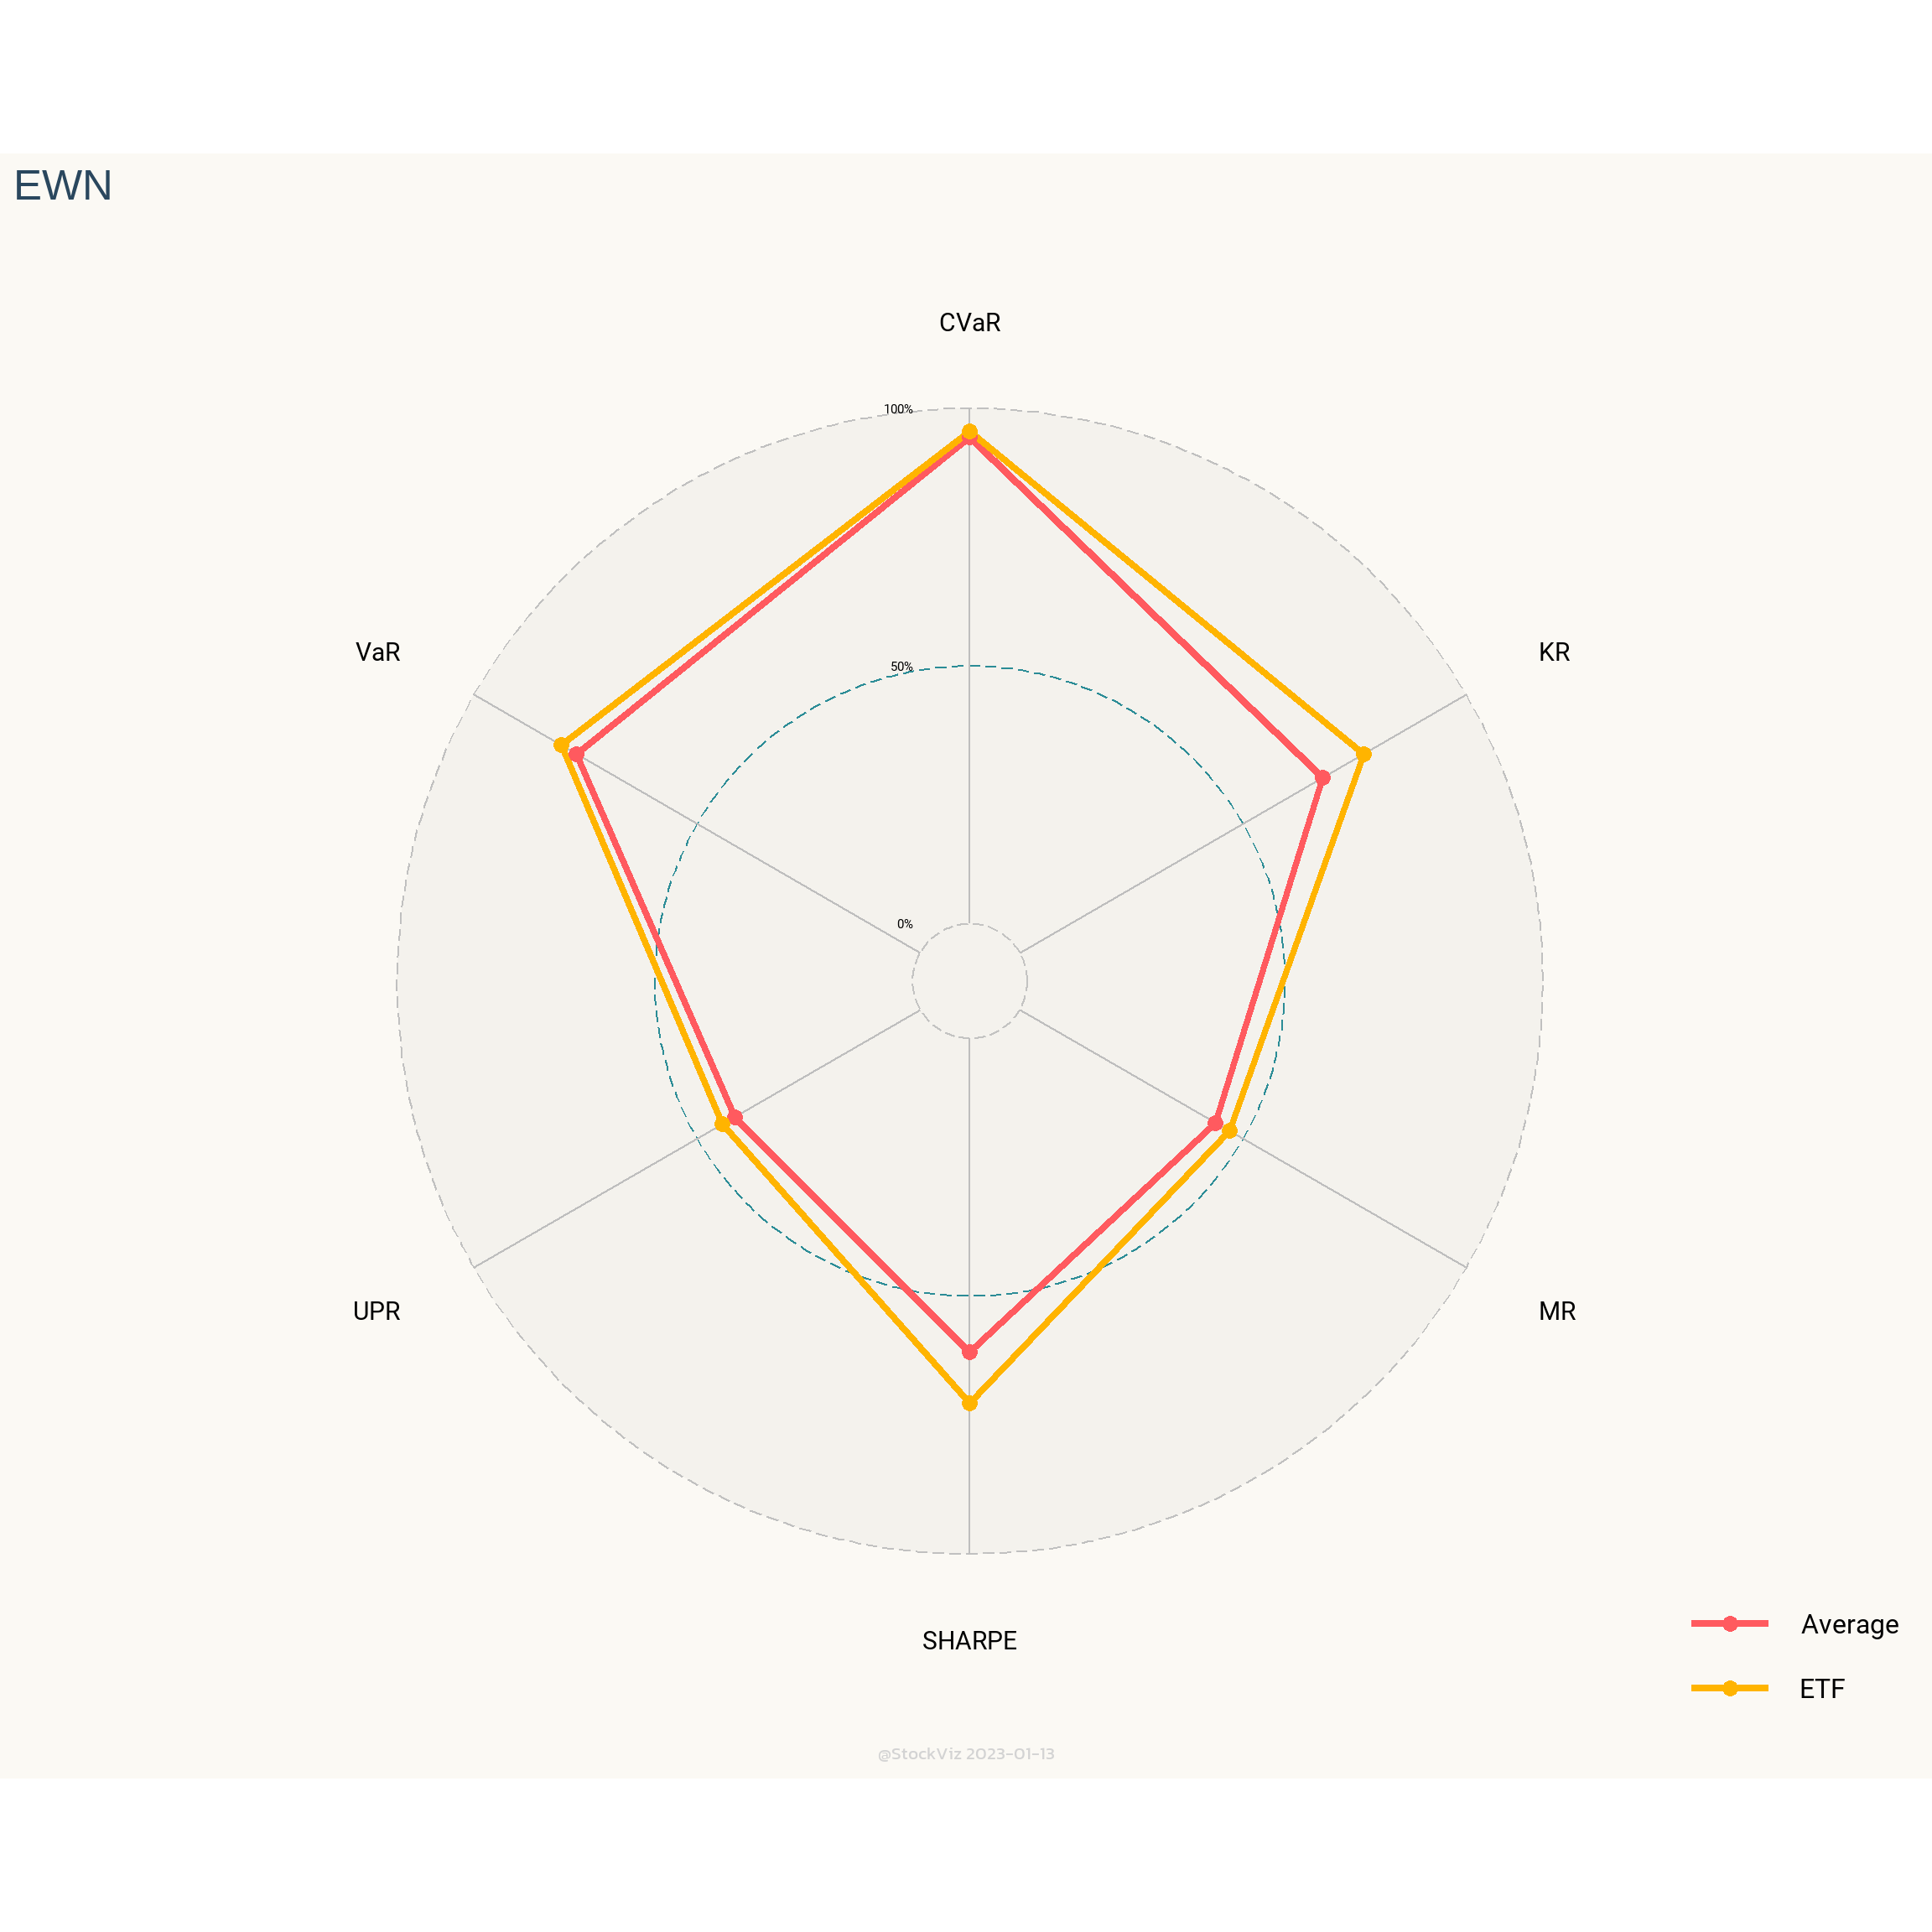 EWN
CVaR
100%
VaR
KR
50%
0%
UPR
MR
SHARPE
Average
ETF
@StockViz 2023-01-13